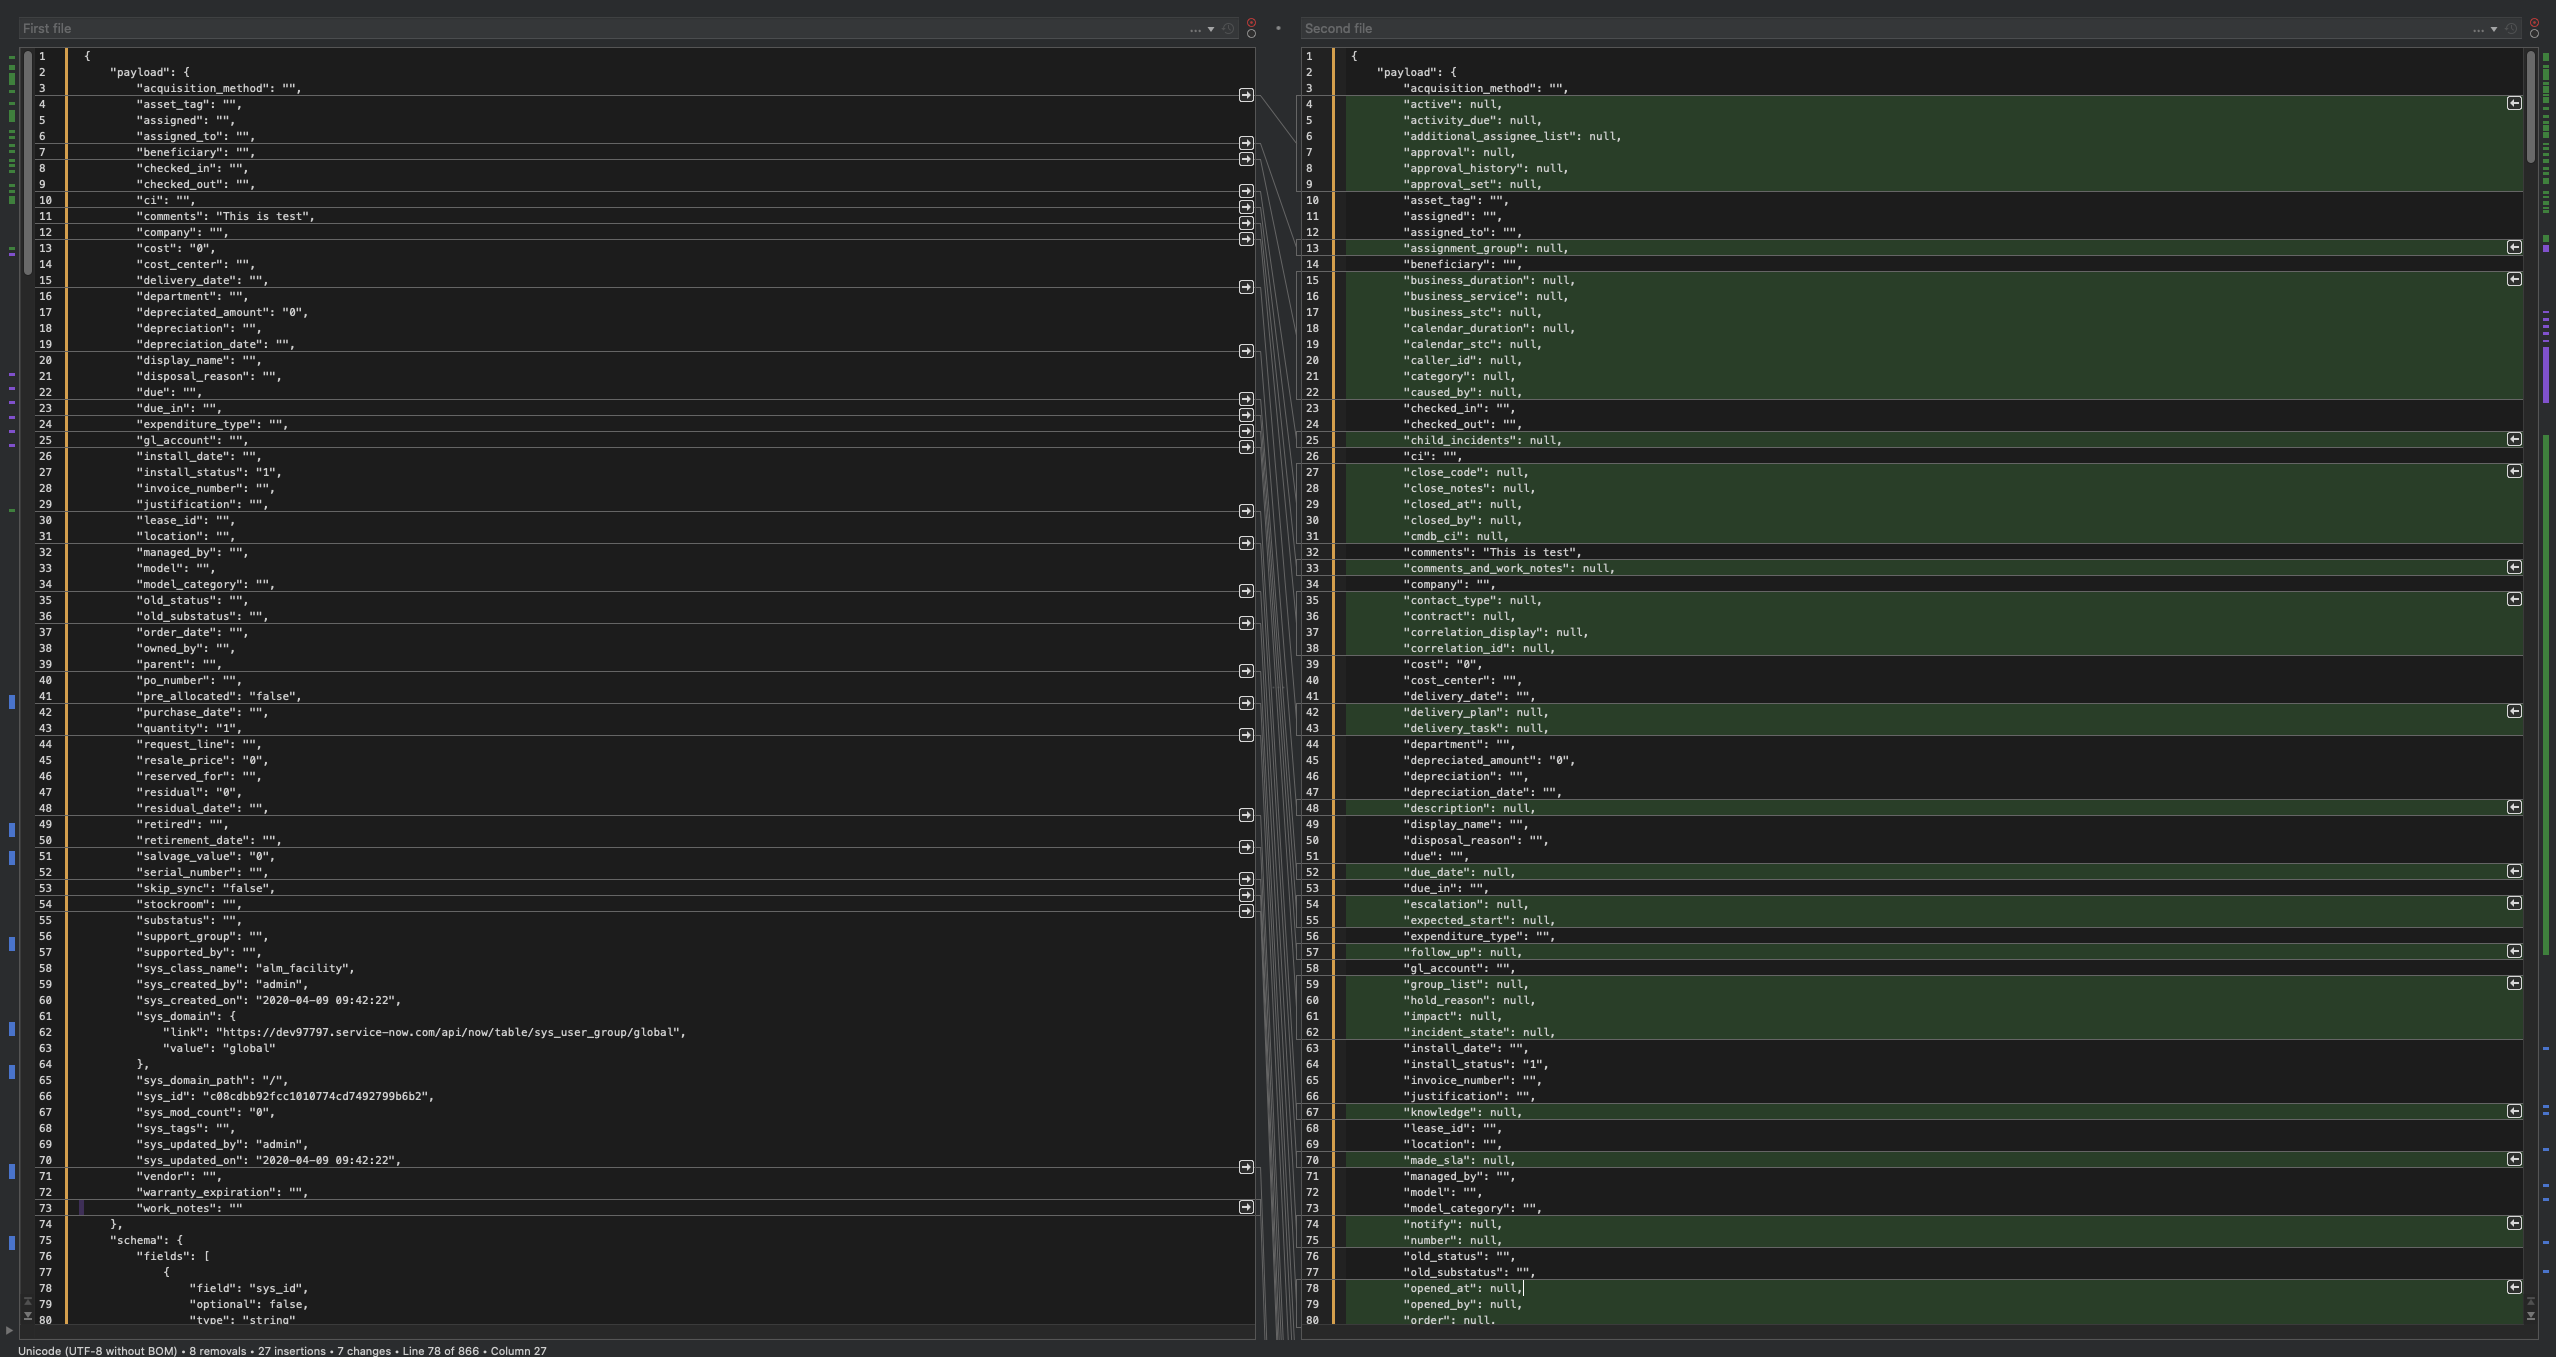 First file
...
1 {
2 "payload": {
3 "acquisition_method": "",
4 "asset_tag": "",
5 "assigned": "",
6 "assigned_to": "",
7 "beneficiary": "",
8 "checked_in": "",
9 "checked_out": "",
10 "ci": "",
11 "comments": "This is test",
12 "company": "",
13 "cost": "0",
14 "cost_center": "",
15 "delivery_date": "",
16 "department": "",
17 "depreciated_amount": "0",
18 "depreciation": "",
19 "depreciation_date": "",
20 "display_name": "",
21 "disposal_reason": "",
22 "due": "",
23 "due_in": "",
24 "expenditure_type": "",
25 "gl_account": "",
26 "install_date": "",
27 "install_status": "1",
28 "invoice_number": "",
29 "justification": "",
30 "lease_id": "",
31 "location": "",
32 "managed_by": "",
33 "model": "",
34 "model_category": "",
35 "old_status": "",
36 "old_substatus": "",
37 "order_date": "",
38 "owned_by": "",
39 "parent": "",
40 "po_number": "",
41 "pre_allocated": "false",
42 "purchase_date": "",
43 "quantity": "1",
44 "request_line": "",
45 "resale_price": "0",
46 "reserved_for": "",
47 "residual": "0",
48 "residual_date": "",
49 "retired": "",
50 "retirement_date": "",
51 "salvage_value": "0",
52 "serial_number": "",
53 "skip_sync": "false",
54 "stockroom": "",
55 "substatus": "",
56 "support_group": "",
57 "supported_by": "",
58 "sys_class_name": "alm_facility",
59 "sys_created_by": "admin",
60 "sys_created_on": "2020-04-09 09:42:22",
61 "sys_domain": {
62 "link": "https://dev97797.service-now.com/api/now/table/sys_user_group/global",
63 "value": "global"
64 },
65 "sys_domain_path": "/",
66 "sys_id": "c08cdbb92fcc1010774cd7492799b6b2",
67 "sys_mod_count": "0",
68 "sys_tags": "",
69 "sys_updated_by": "admin",
70 "sys_updated_on": "2020-04-09 09:42:22",
71 "vendor": "",
72 "warranty_expiration": "",
73 "work_notes": ""
74 },
75 "schema": {
76 "fields": [
77 {
78 "field": "sys_id",
79 "optional": false,
80 "type": "string"
Second file
...
1 {
2 "payload": {
3 "acquisition_method": "",
4 "active": null,
5 "activity_due": null,
6 "additional_assignee_list": null,
7 "approval": null,
8 "approval_history": null,
9 "approval_set": null,
10 "asset_tag": "",
11 "assigned": "",
12 "assigned_to": "",
13 "assignment_group": null,
14 "beneficiary": "",
15 "business_duration": null,
16 "business_service": null,
17 "business_stc": null,
18 "calendar_duration": null,
19 "calendar_stc": null,
20 "caller_id": null,
21 "category": null,
22 "caused_by": null,
23 "checked_in": "",
24 "checked_out": "",
25 "child_incidents": null,
26 "ci": "",
27 "close_code": null,
28 "close_notes": null,
29 "closed_at": null,
30 "closed_by": null,
31 "cmdb_ci": null,
32 "comments": "This is test",
33 "comments_and_work_notes": null,
34 "company": "",
35 "contact_type": null,
36 "contract": null,
37 "correlation_display": null,
38 "correlation_id": null,
39 "cost": "0",
40 "cost_center": "",
41 "delivery_date": "",
42 "delivery_plan": null,
43 "delivery_task": null,
44 "department": "",
45 "depreciated_amount": "0",
46 "depreciation": "",
47 "depreciation_date": "",
48 "description": null,
49 "display_name": "",
50 "disposal_reason": "",
51 "due": "",
52 "due_date": null,
53 "due_in": "",
54 "escalation": null,
55 "expected_start": null,
56 "expenditure_type": "",
57 "follow_up": null,
58 "gl_account": "",
59 "group_list": null,
60 "hold_reason": null,
61 "impact": null,
62 "incident_state": null,
63 "install_date": "",
64 "install_status": "1",
65 "invoice_number": "",
66 "justification": "",
67 "knowledge": null,
68 "lease_id": "",
69 "location": "",
70 "made_sla": null,
71 "managed_by": "",
72 "model": "",
73 "model_category": "",
74 "notify": null,
75 "number": null,
76 "old_status": "",
77 "old_substatus": "",
78 "opened_at": null,
79 "opened_by": null,
80 "order": null,
Unicode (UTF-8 without BOM) • 8 removals • 27 insertions • 7 changes • Line 78 of 866 • Column 27